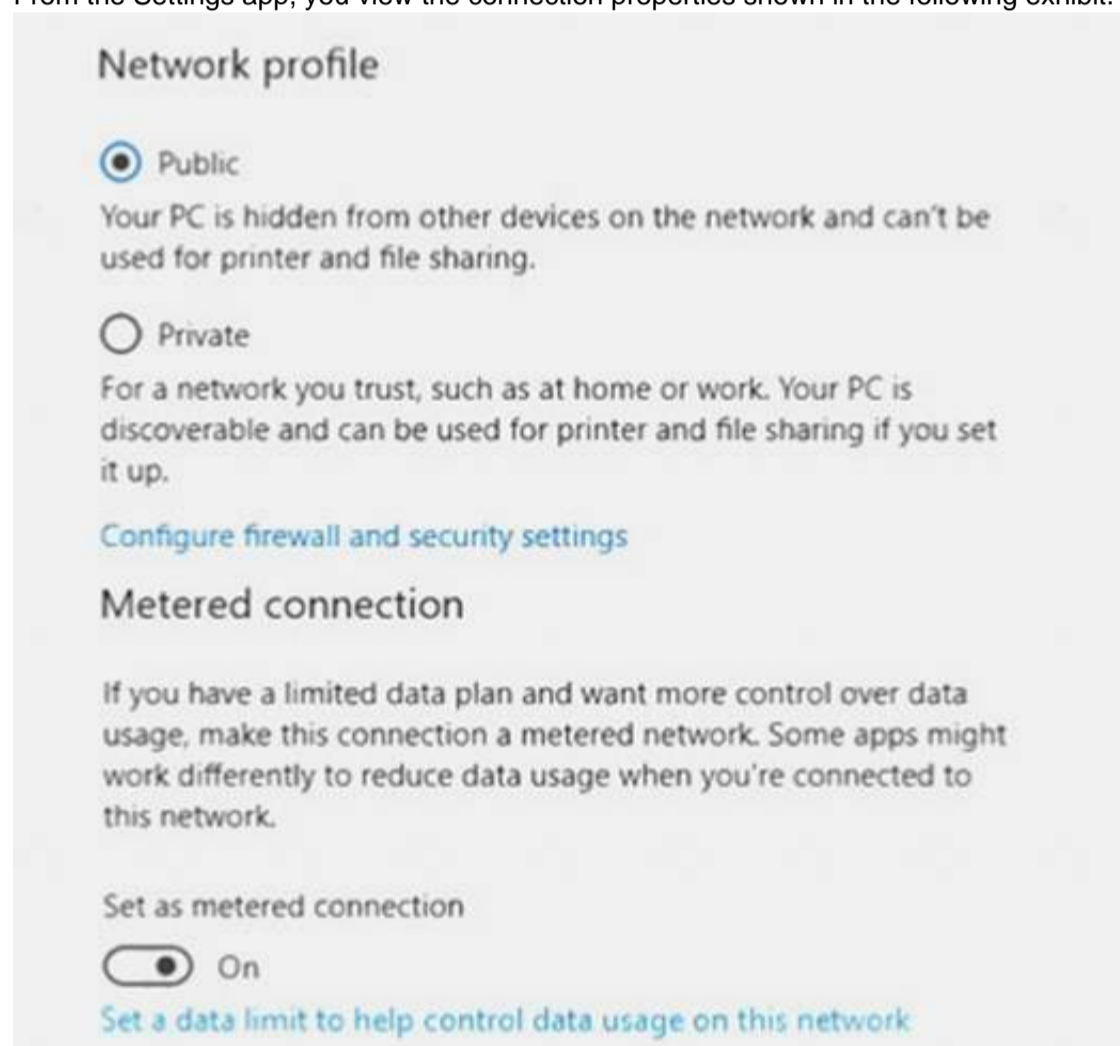 From the Settings app, you view the connection properties shown in the following exhibit.
Network profile
Public
Your PC is hidden from other devices on the network and can't be
used for printer and file sharing.
Private
For a network you trust, such as at home or work. Your PC is
discoverable and can be used for printer and file sharing if you set
it up.
Configure firewall and security settings
Metered connection
If you have a limited data plan and want more control over data
usage, make this connection a metered network. Some apps might
work differently to reduce data usage when you're connected to
this network.
Set as metered connection
On
Set a data limit to help control data usage on this network